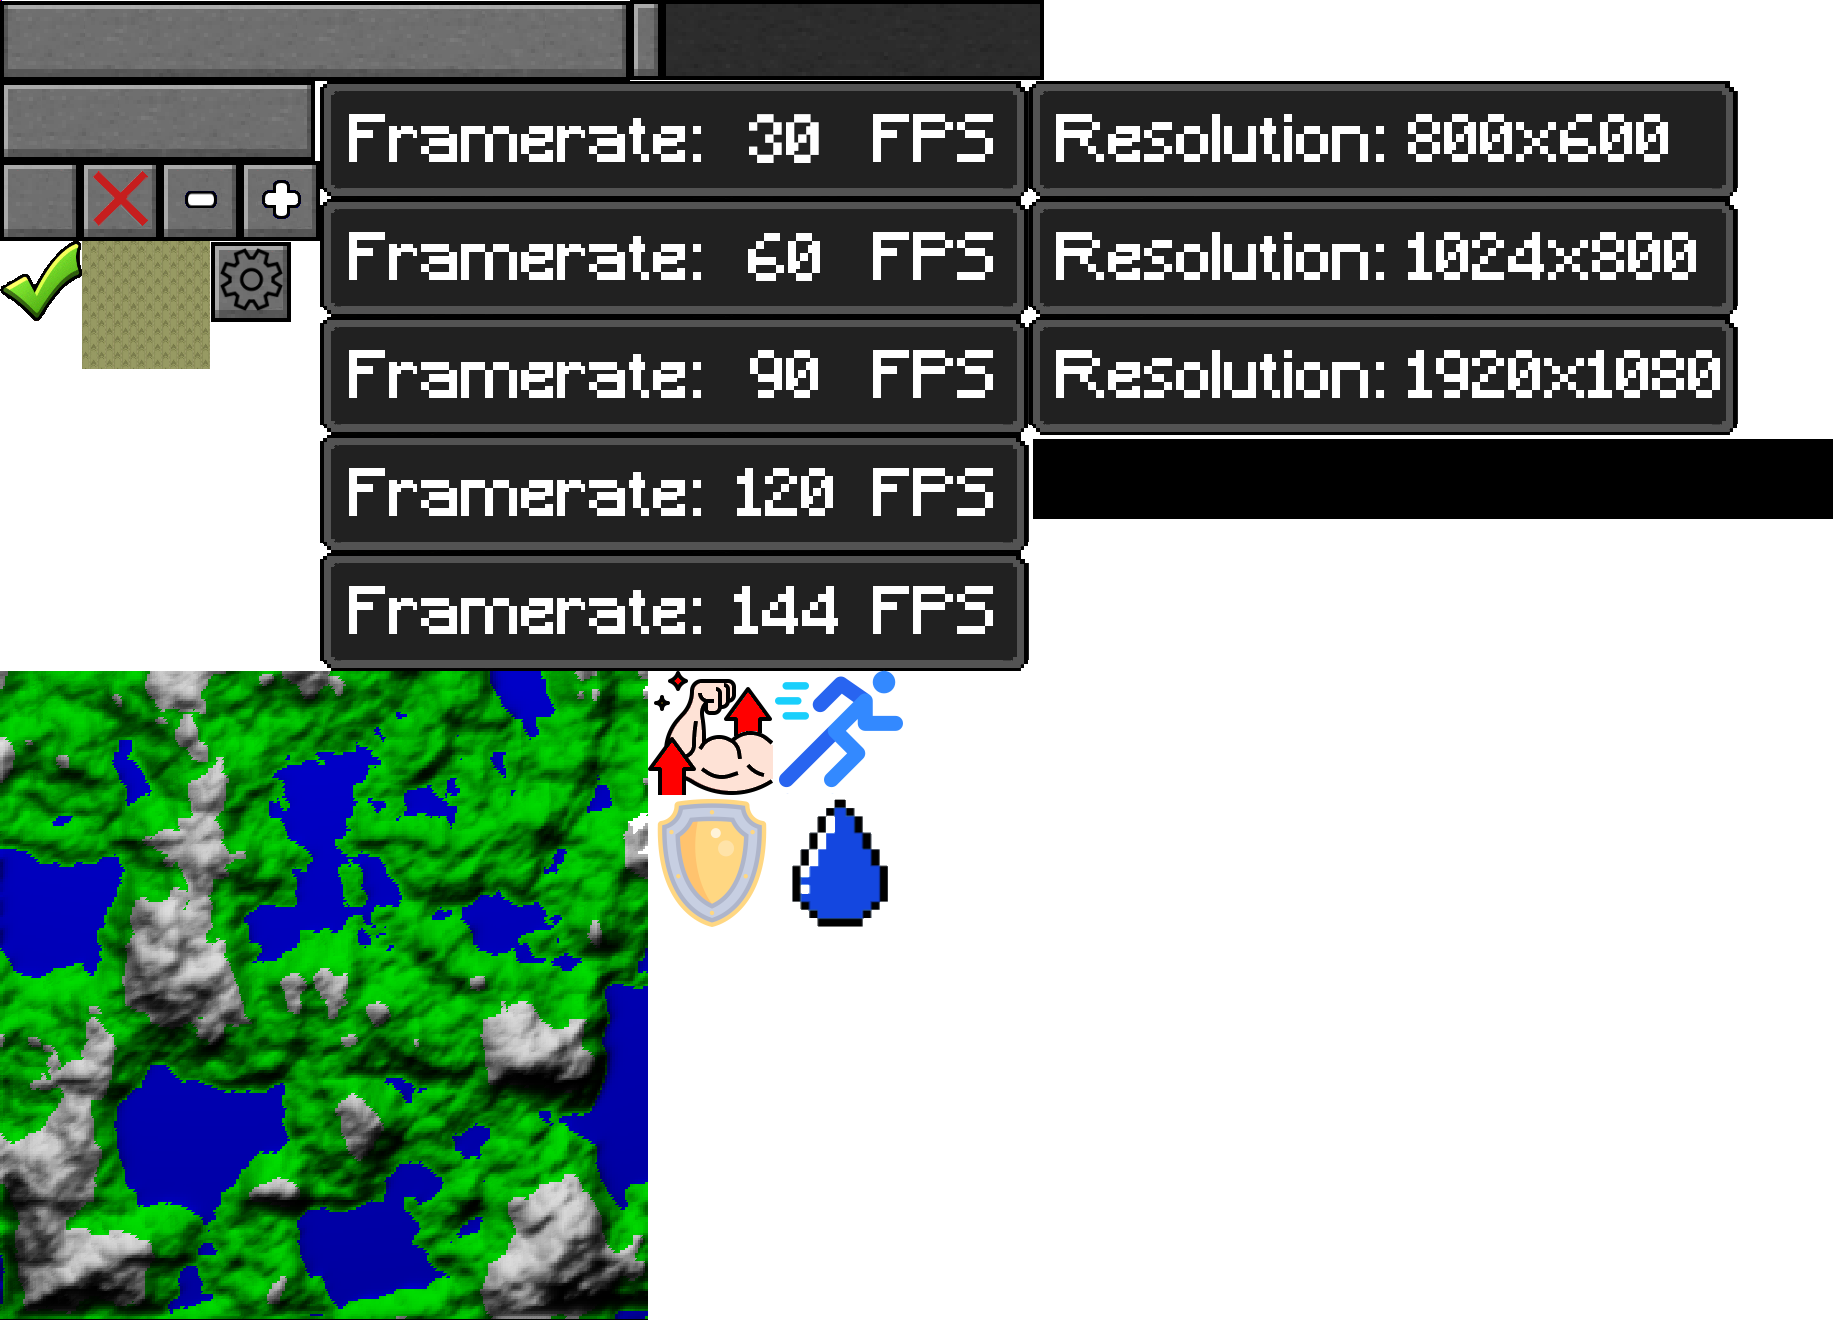 Framerate: 30 FPS
Resolution: 800x600
Framerate: 60 FPS
Resolution: 1024x800
Framerate: 90 FPS
Resolution: 1920x1080
Framerate: 120 FPS
Framerate: 144 FPS